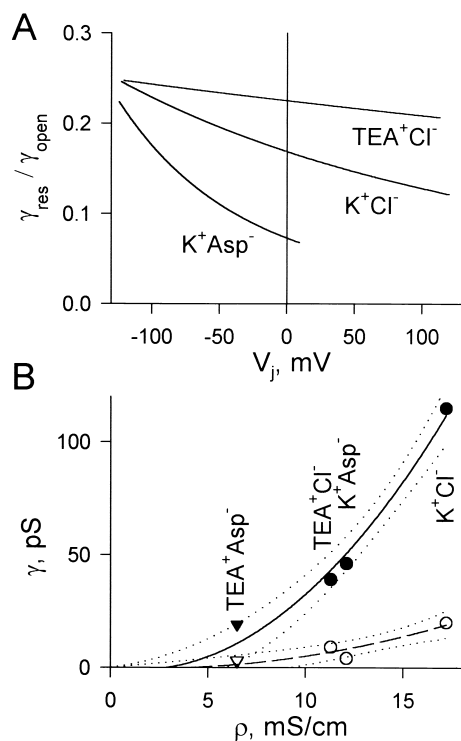 A
γres / γopen
0.3
0.2
0.1
0.0
TEA+Cl-
K+Cl-
K+Asp-
-100 -50 0 50 100
Vj, mV
B
γ, pS
100
50
0
TEA+Asp-
TEA+Cl-
K+Asp-
K+Cl-
0 5 10 15
ρ, mS/cm